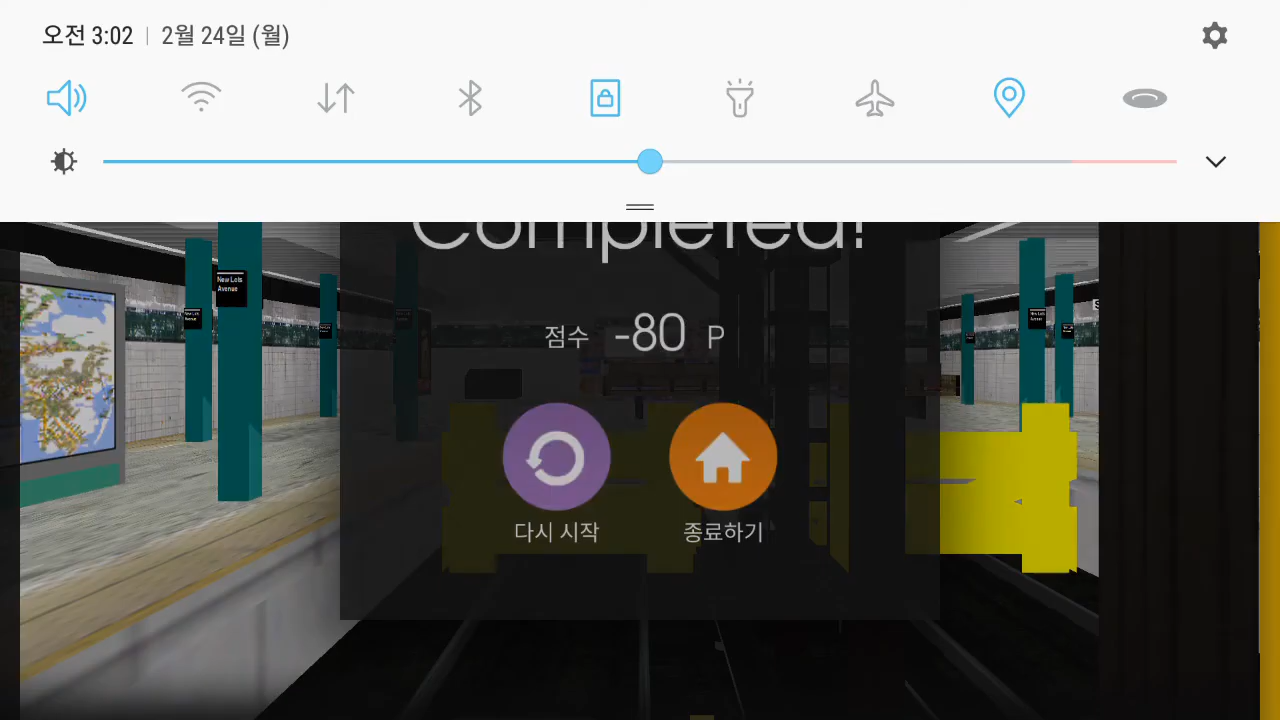 오전 3:02 | 2월 24일 (월)
Completed!
New Lots
Avenue
점수 -80 P
다시 시작 종료하기